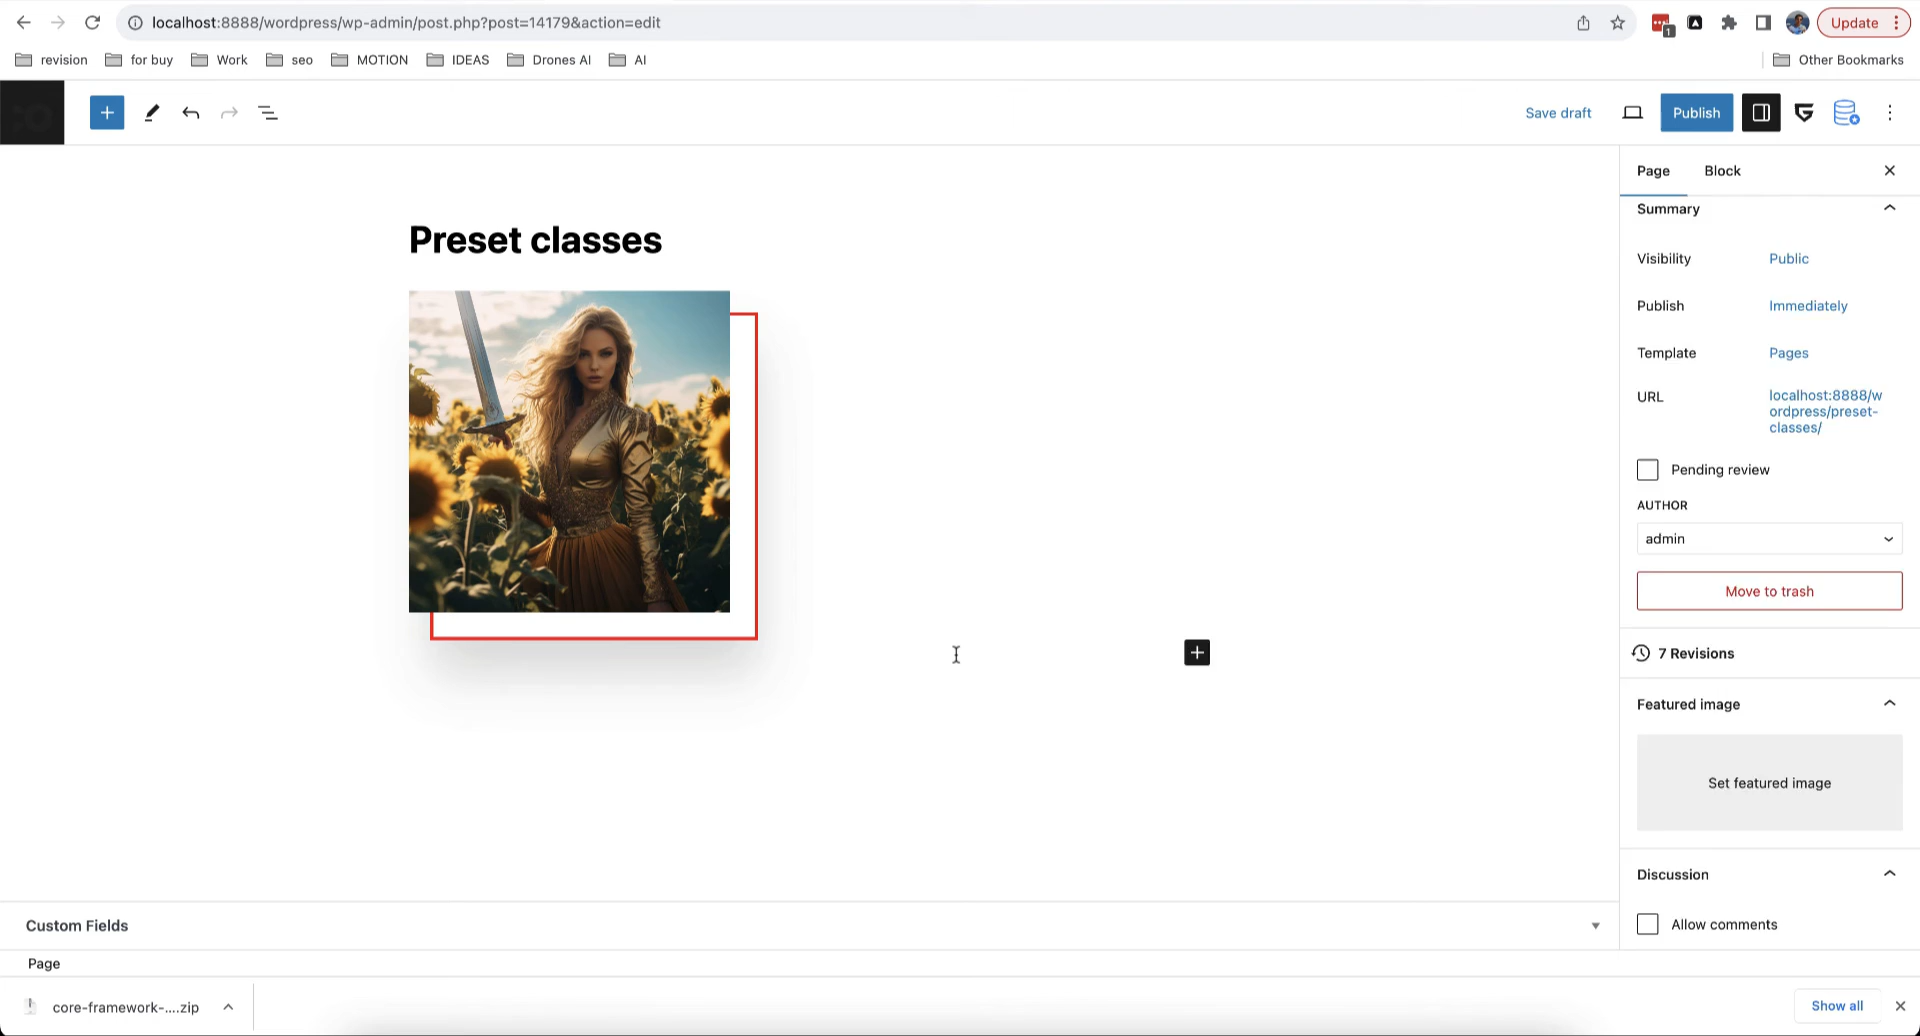 localhost:8888/wordpress/wp-admin/post.php?post=14179&action=edit
1
Update
revision
for buy
Work
seo
MOTION
IDEAS
Drones AI
AI
Other Bookmarks
Save draft
Publish
Page
Block
Preset classes
Summary
Visibility
Public
Publish
Immediately
Template
Pages
URL
localhost:8888/w
ordpress/preset-
classes/
Pending review
AUTHOR
admin
Move to trash
7 Revisions
Featured image
Set featured image
Discussion
Allow comments
Custom Fields
Page
core-framework-....zip
Show all